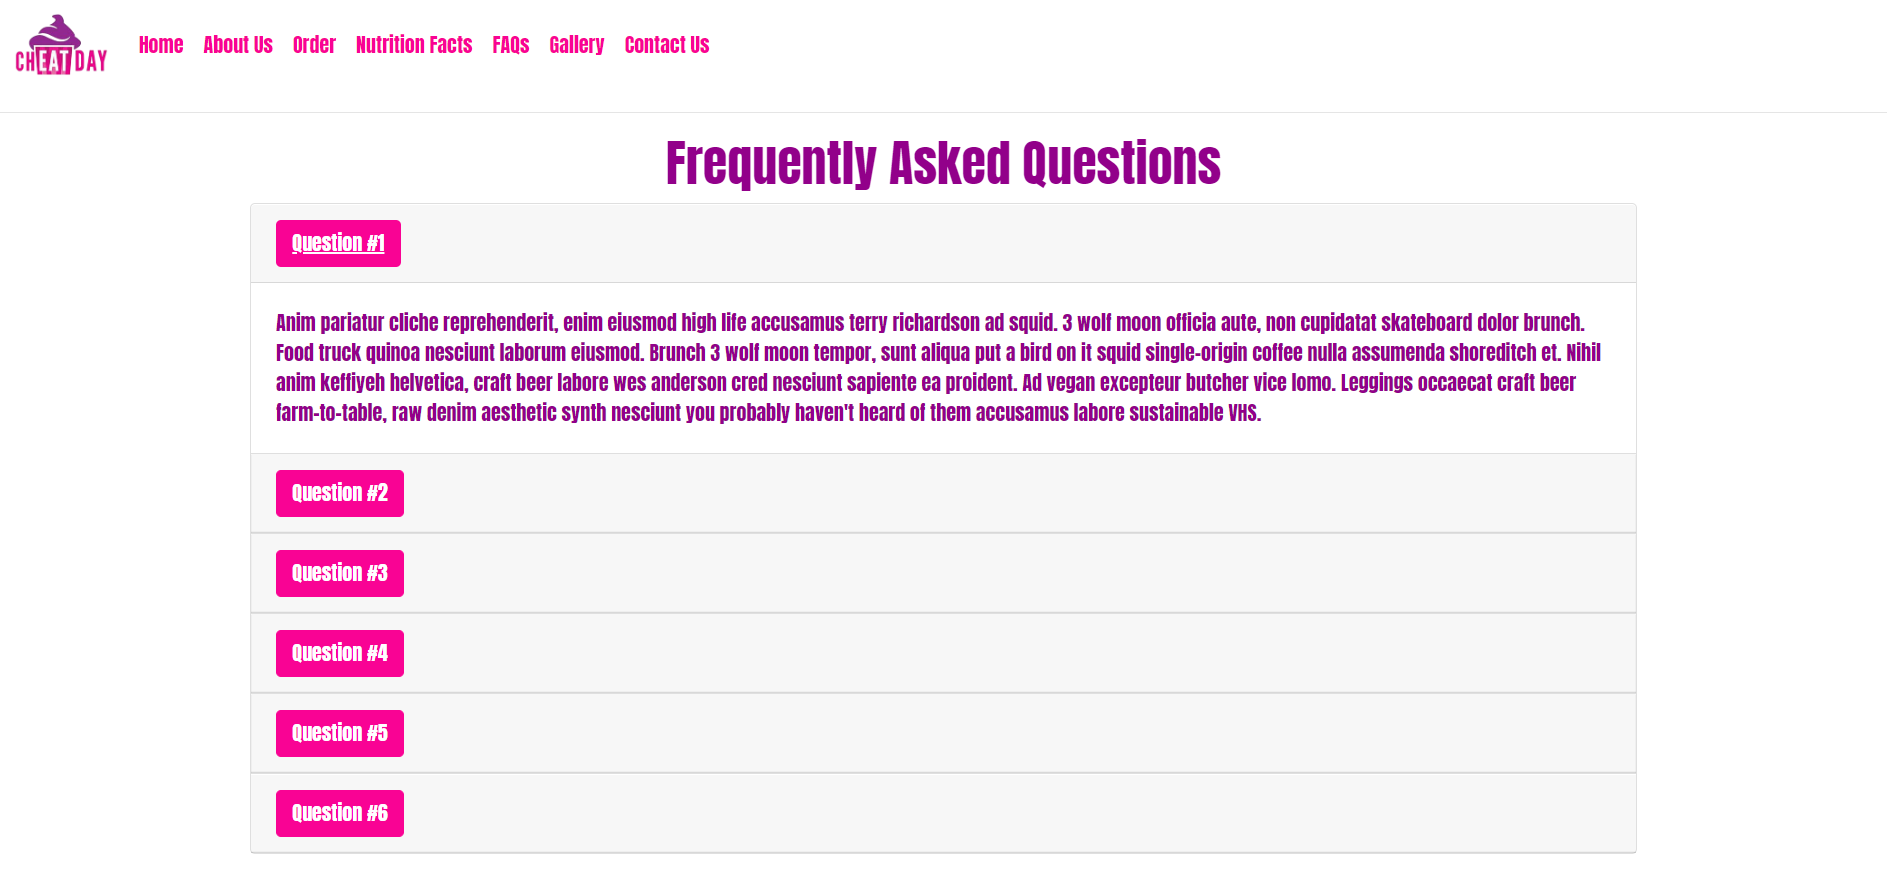 CHEATDAY
Home About Us Order Nutrition Facts FAQs Gallery Contact Us
Frequently Asked Questions
Question #1
Anim pariatur cliche reprehenderit, enim eiusmod high life accusamus terry richardson ad squid. 3 wolf moon officia aute, non cupidatat skateboard dolor brunch.
Food truck quinoa nesciunt laborum eiusmod. Brunch 3 wolf moon tempor, sunt aliqua put a bird on it squid single-origin coffee nulla assumenda shoreditch et. Nihil
anim keffiyeh helvetica, craft beer labore wes anderson cred nesciunt sapiente ea proident. Ad vegan excepteur butcher vice lomo. Leggings occaecat craft beer
farm-to-table, raw denim aesthetic synth nesciunt you probably haven't heard of them accusamus labore sustainable VHS.
Question #2
Question #3
Question #4
Question #5
Question #6